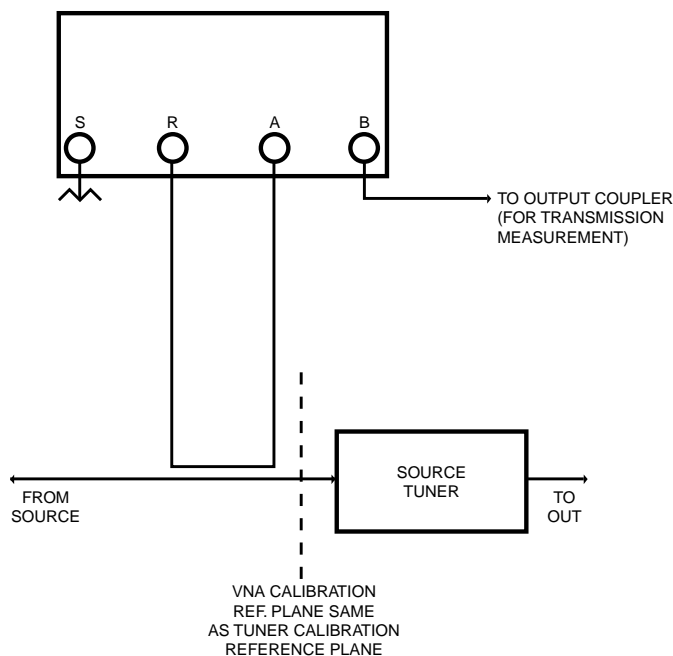 S R A B
TO OUTPUT COUPLER
(FOR TRANSMISSION
MEASUREMENT)
SOURCE
TUNER
FROM
SOURCE
TO
OUT
VNA CALIBRATION
REF. PLANE SAME
AS TUNER CALIBRATION
REFERENCE PLANE